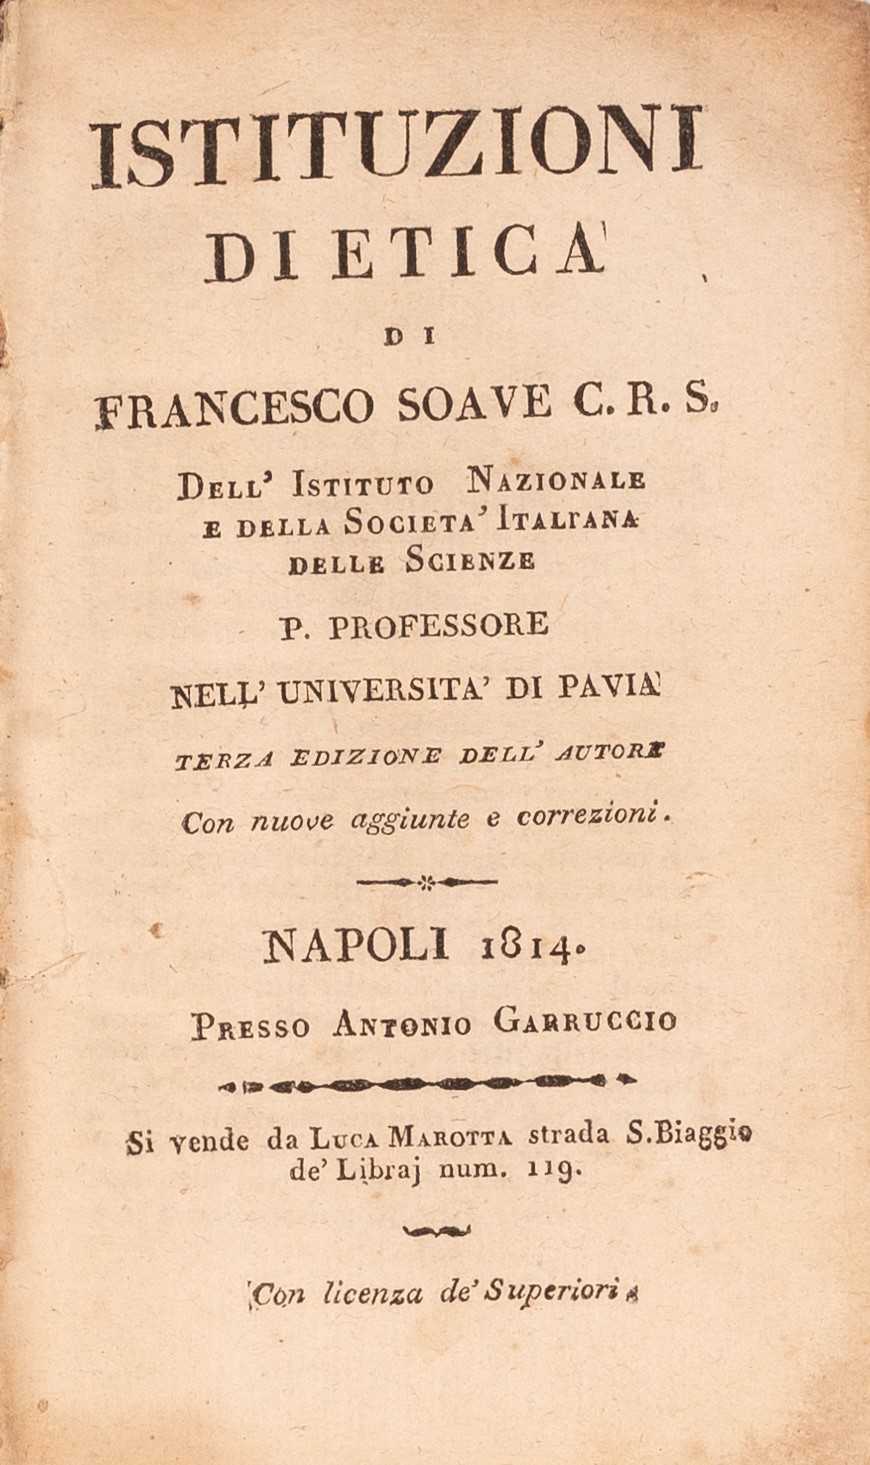 ISTITUZIONI
DI ETICA
DI
FRANCESCO SOAVE C. R. S.
DELL' ISTITUTO NAZIONALE
E DELLA SOCIETA' ITALIANA
DELLE SCIENZE
P. PROFESSORE
NELL' UNIVERSITA' DI PAVIA
TERZA EDIZIONE DELL' AUTORE
Con nuove aggiunte e correzioni.
NAPOLI 1814.
PRESSO ANTONIO GARRUCCIO
Si vende da LUCA MAROTTA strada S. Biaggio
de' Libraj num. 119.
Con licenza de' Superiori.